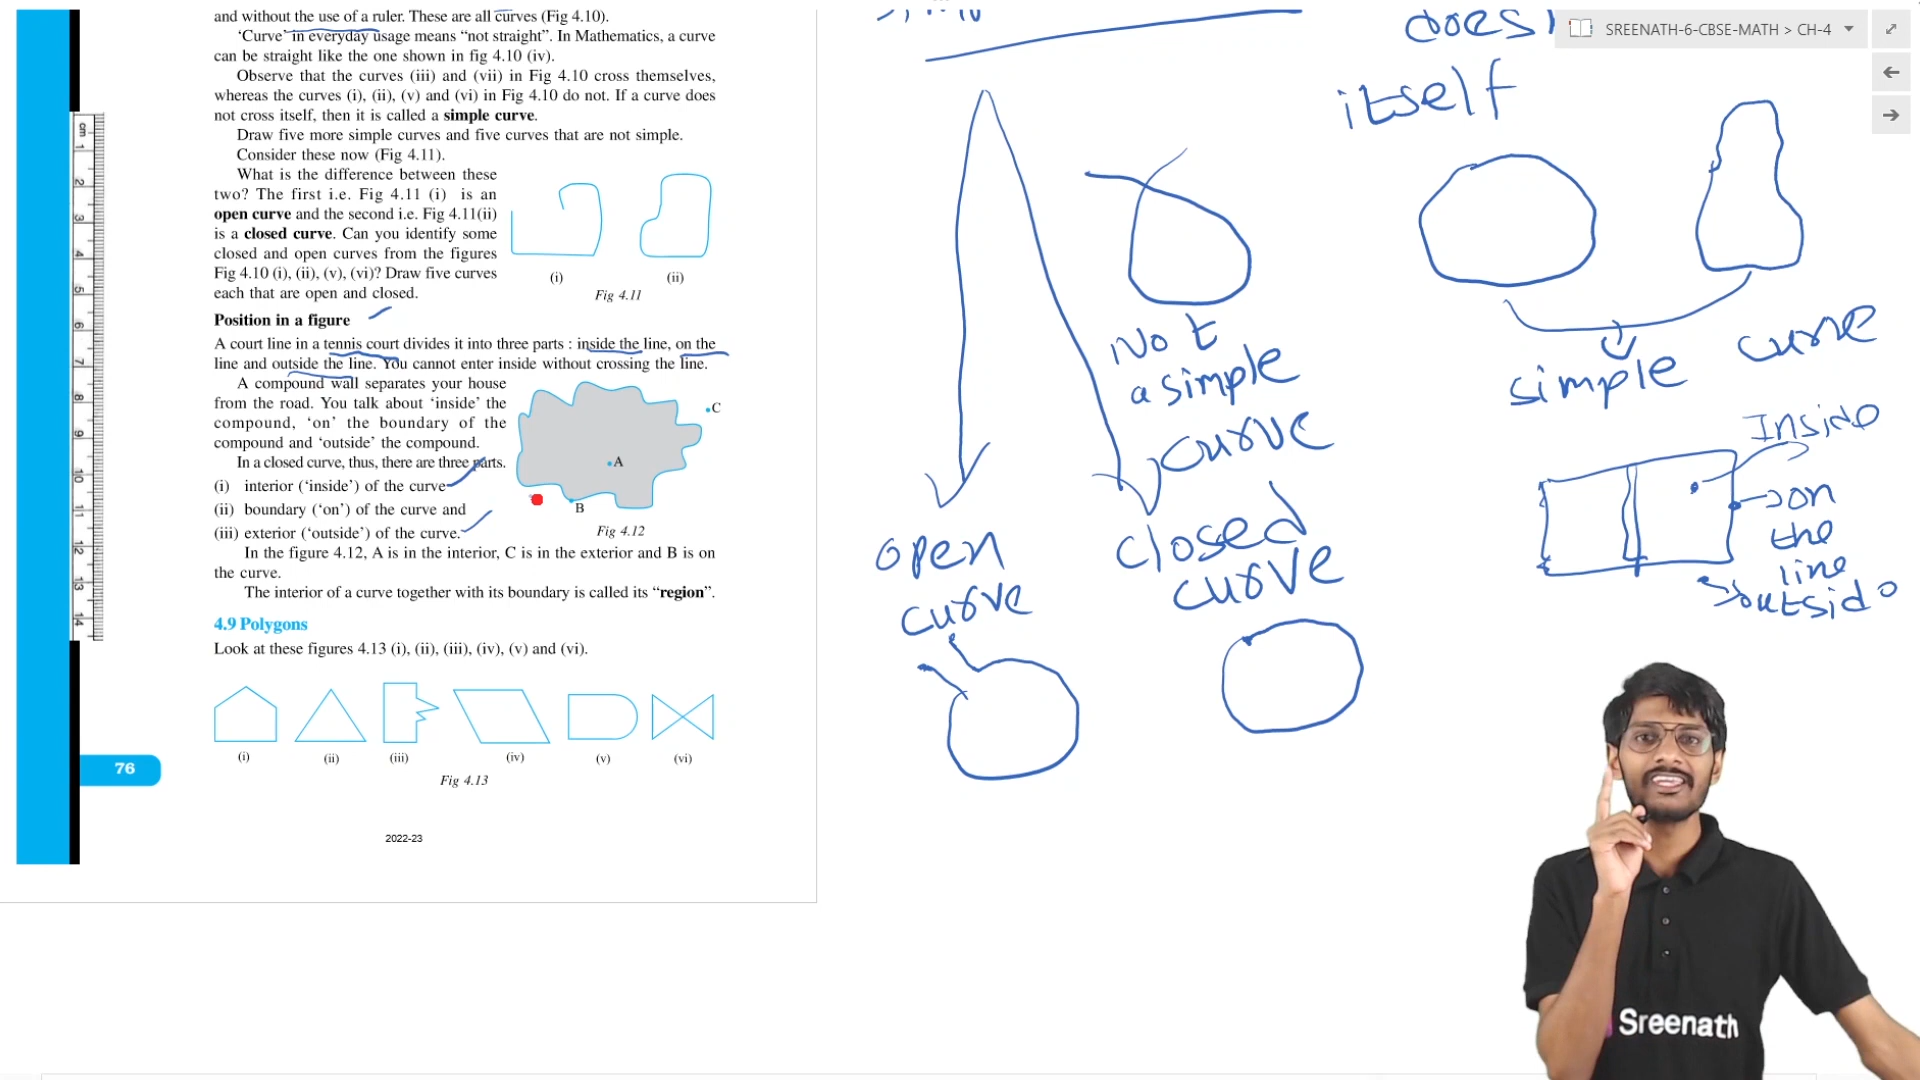 and without the use of a ruler. These are all curves (Fig 4.10).
‘Curve’ in everyday usage means “not straight”. In Mathematics, a curve
can be straight like the one shown in fig 4.10 (iv).
Observe that the curves (iii) and (vii) in Fig 4.10 cross themselves,
whereas the curves (i), (ii), (v) and (vi) in Fig 4.10 do not. If a curve does
not cross itself, then it is called a simple curve.
Draw five more simple curves and five curves that are not simple.
Consider these now (Fig 4.11).
What is the difference between these
two? The first i.e. Fig 4.11 (i) is an
open curve and the second i.e. Fig 4.11(ii)
is a closed curve. Can you identify some
closed and open curves from the figures
Fig 4.10 (i), (ii), (v), (vi)? Draw five curves
each that are open and closed.
(i)
(ii)
Fig 4.11
Position in a figure
A court line in a tennis court divides it into three parts : inside the line, on the
line and outside the line. You cannot enter inside without crossing the line.
A compound wall separates your house
from the road. You talk about ‘inside’ the
compound, ‘on’ the boundary of the
compound and ‘outside’ the compound.
In a closed curve, thus, there are three parts.
(i) interior (‘inside’) of the curve
(ii) boundary (‘on’) of the curve and
(iii) exterior (‘outside’) of the curve.
C
A
B
Fig 4.12
In the figure 4.12, A is in the interior, C is in the exterior and B is on
the curve.
The interior of a curve together with its boundary is called its “region”.
4.9 Polygons
Look at these figures 4.13 (i), (ii), (iii), (iv), (v) and (vi).
(i)
(ii)
(iii)
(iv)
(v)
(vi)
Fig 4.13
76
2022-23
cm 1 2 3 4 5 6 7 8 9 10 11 12 13 14
itself
Not
a simple
curve
simple curve
open
curve
closed
curve
Inside
on
the
line
outside
SREENATH-6-CBSE-MATH > CH-4
Sreenath